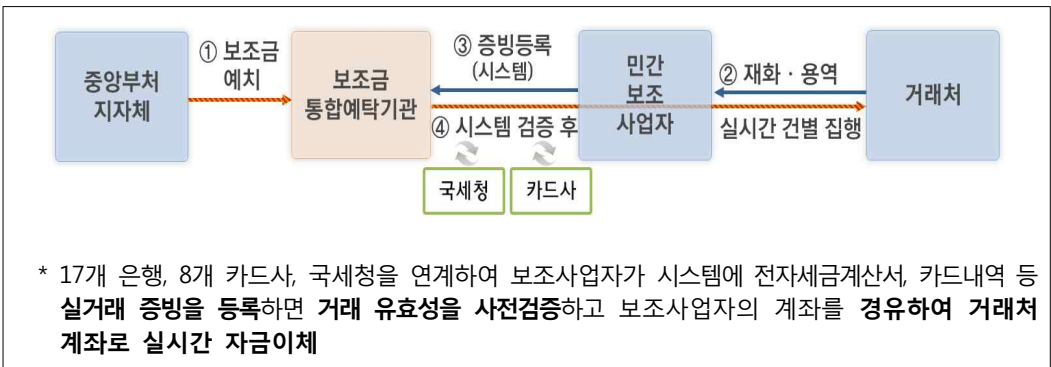 중앙부처
지자체
① 보조금
예치
보조금
통합예탁기관
③ 증빙등록
(시스템)
④ 시스템 검증 후
국세청
카드사
민간
보조
사업자
② 재화 · 용역
실시간 건별 집행
거래처
* 17개 은행, 8개 카드사, 국세청을 연계하여 보조사업자가 시스템에 전자세금계산서, 카드내역 등
실거래 증빙을 등록하면 거래 유효성을 사전검증하고 보조사업자의 계좌를 경유하여 거래처
계좌로 실시간 자금이체